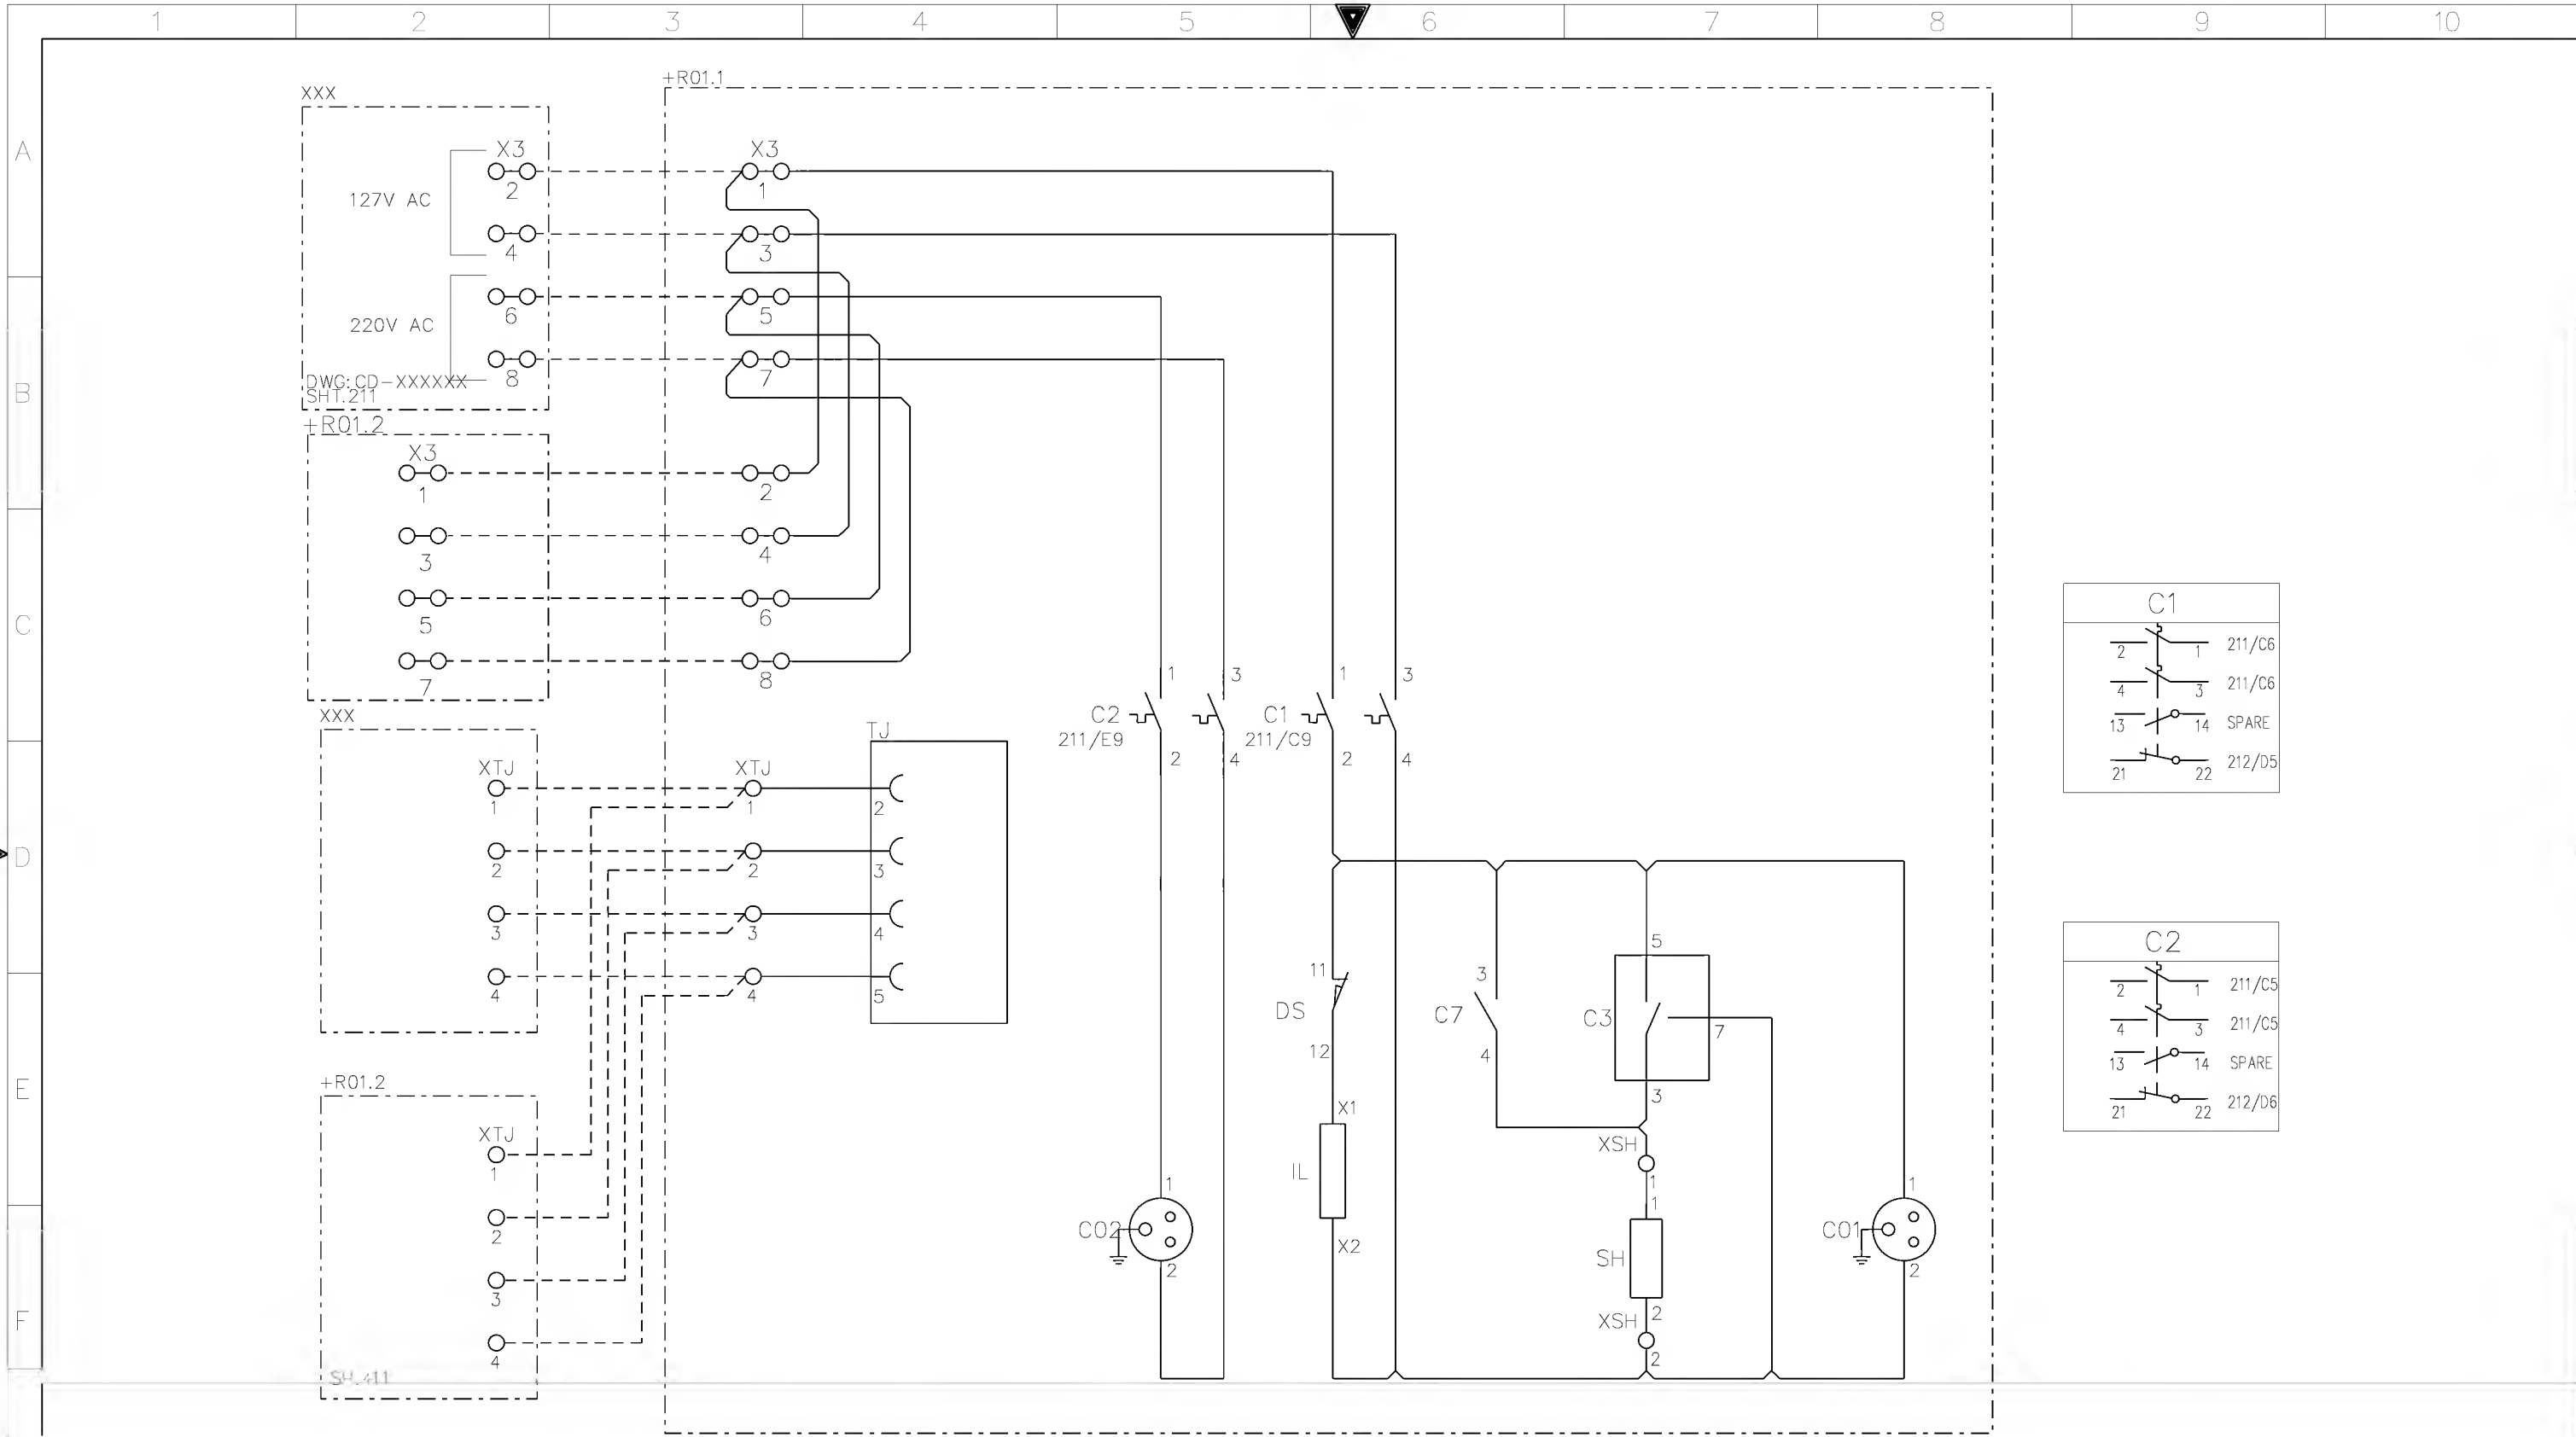 1 2 3 4 5 6 7 8 9 10
A
B
C
D
E
F
XXX
X3
127V AC
2
4
220V AC
6
8
DWG:CD-XXXXXX
SHT.211
+R01.2
X3
1
3
5
7
XXX
XTJ
1
2
3
4
+R01.2
XTJ
1
2
3
4
+R01.1
X3
1
3
5
7
2
4
6
8
XTJ
1
2
3
4
TJ
2
3
4
5
1 3
C2
211/E9
2 4
1 3
C1
211/C9
2 4
1
CO2
2
11
DS
12
X1
IL
X2
3
C7
4
5
C3
7
3
XSH
1
1
SH
2
XSH
2
1
CO1
2
C1
2 1 211/C6
4 3 211/C6
13 14 SPARE
21 22 212/D5
C2
2 1 211/C5
4 3 211/C5
13 14 SPARE
21 22 212/D6